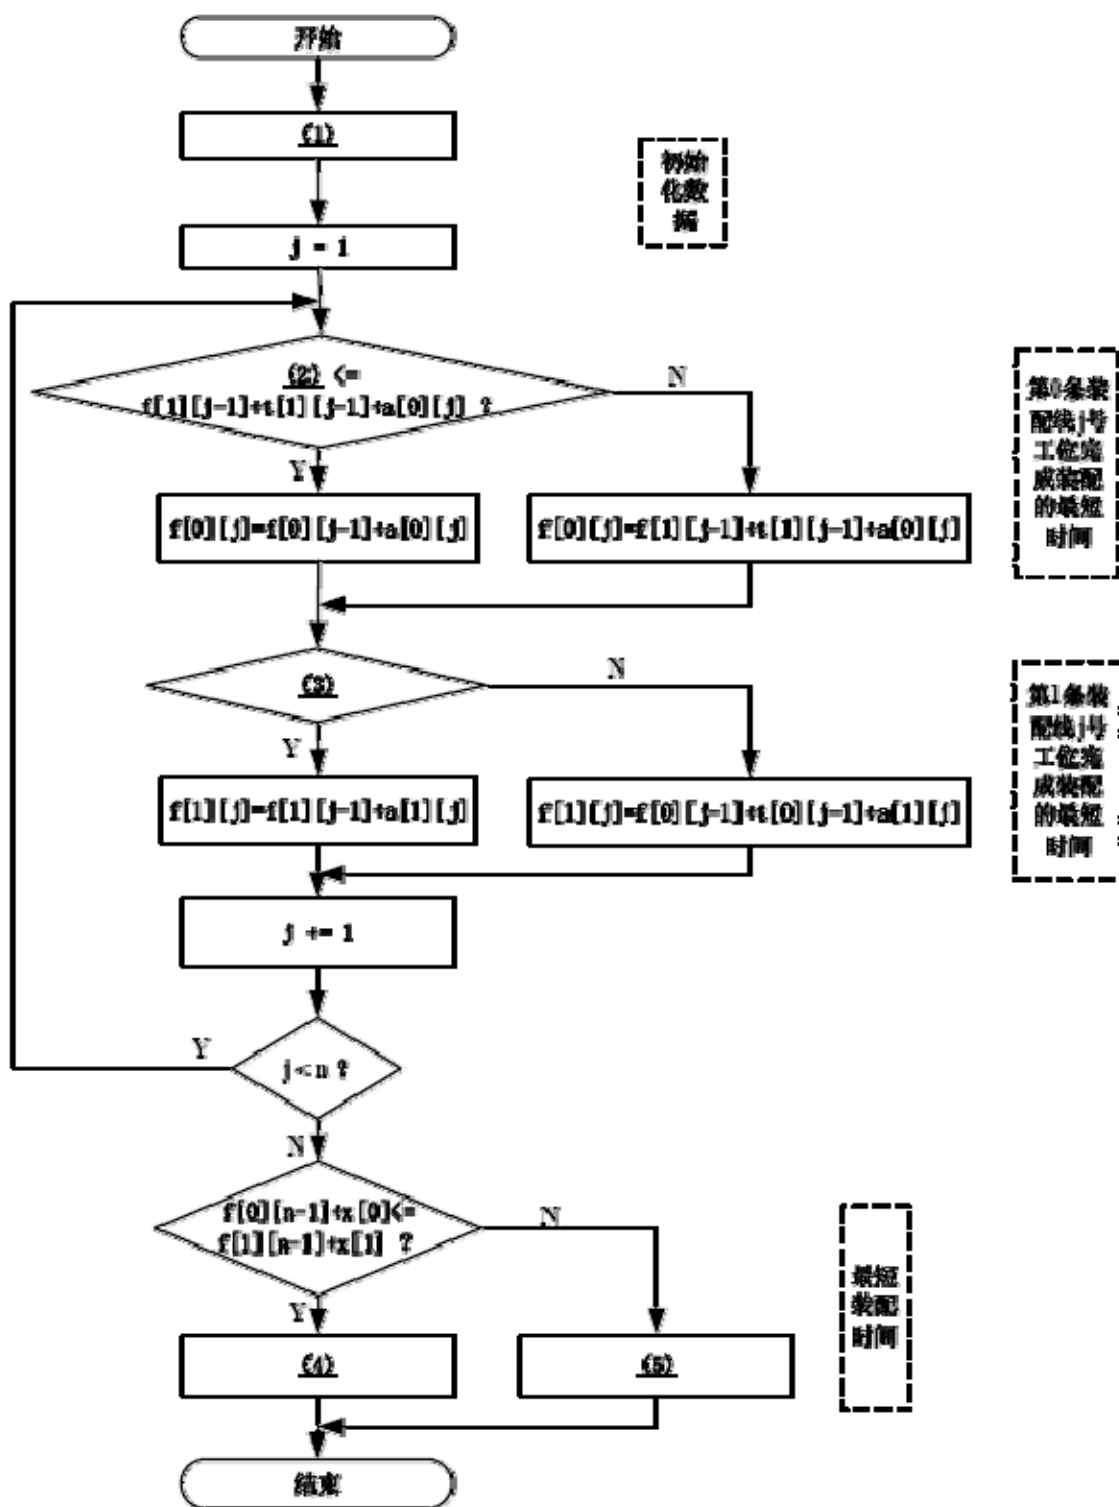 开始
(1)
初始
化数
据
j = 1
(2) <=
f[1][j-1]+t[1][j-1]+a[0][j] ?
N
Y
第0条装
配线j号
工位完
成装配
的最短
时间
f[0][j]=f[0][j-1]+a[0][j]
f[0][j]=f[1][j-1]+t[1][j-1]+a[0][j]
(3)
N
Y
第1条装
配线j号
工位完
成装配
的最短
时间
f[1][j]=f[1][j-1]+a[1][j]
f[1][j]=f[0][j-1]+t[0][j-1]+a[1][j]
j += 1
Y
j<n ?
N
f[0][n-1]+x[0]<=
f[1][n-1]+x[1] ?
N
Y
最短
装配
时间
(4)
(5)
结束